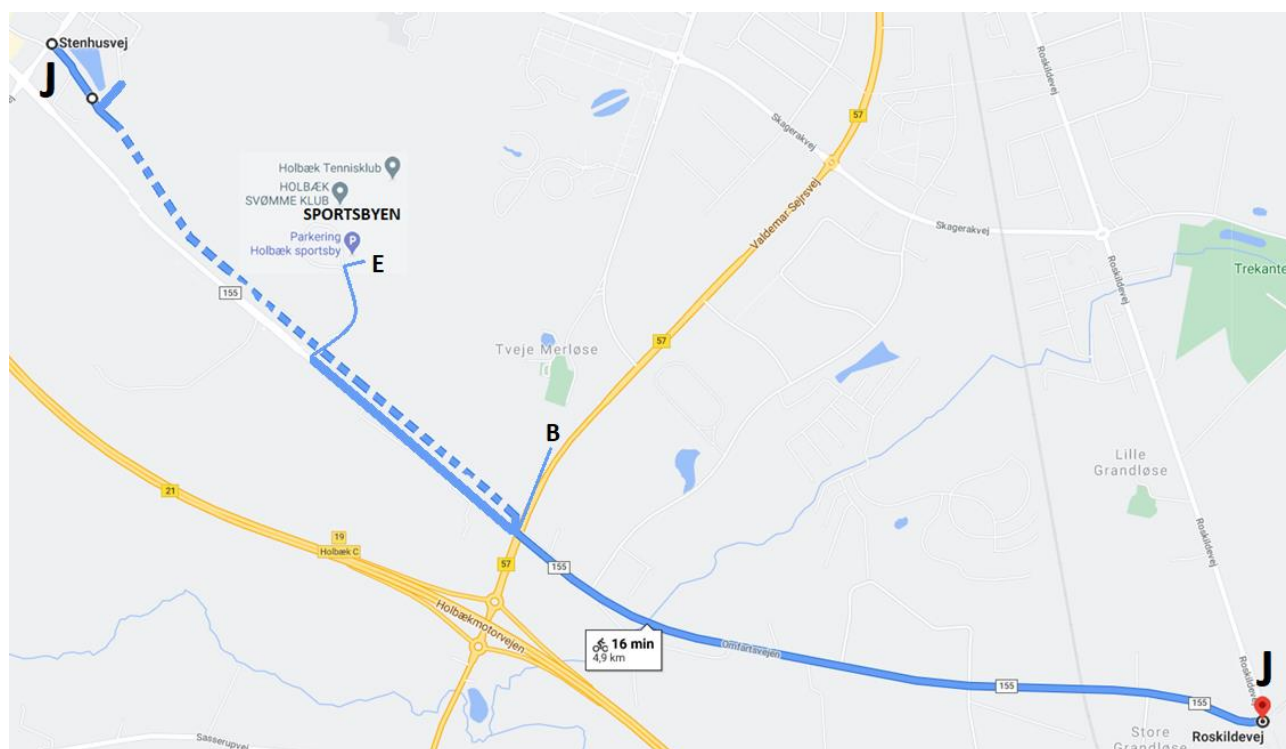 Stenhusvej
J
Holbæk Tennisklub
HOLBÆK
SVØMME KLUB
SPORTSBYEN
Parkering
Holbæk sportsby
E
155
57
Valdemar Sejrsvej
Skagerakvej
Skagerakvej
Roskildevej
Roskildevej
Trekante
57
Tveje Merløse
B
21
19
Holbæk C
57
Holbækmotorvejen
155
16 min
4,9 km
Omfartsvejen
155
155
Lille
Grandløse
Roskildevej
Roskildevej
J
Roskildevej
Store
Grandløse
Sasserupvej